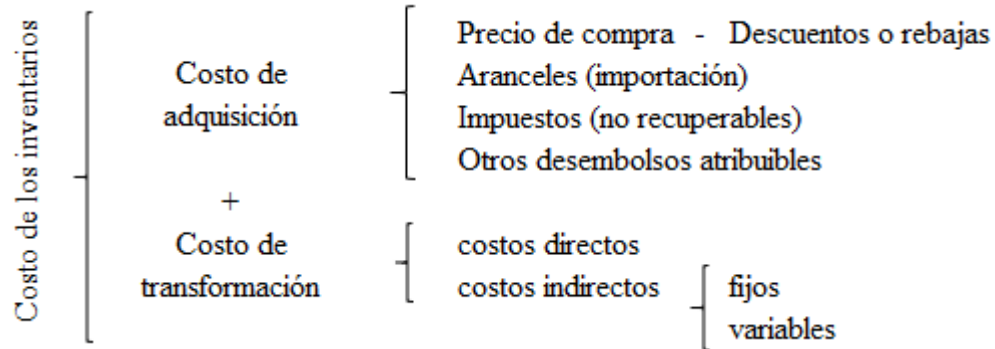 Costo de los inventarios
Costo de
adquisición
Precio de compra - Descuentos o rebajas
Aranceles (importación)
Impuestos (no recuperables)
Otros desembolsos atribuibles
+
Costo de
transformación
costos directos
costos indirectos
fijos
variables